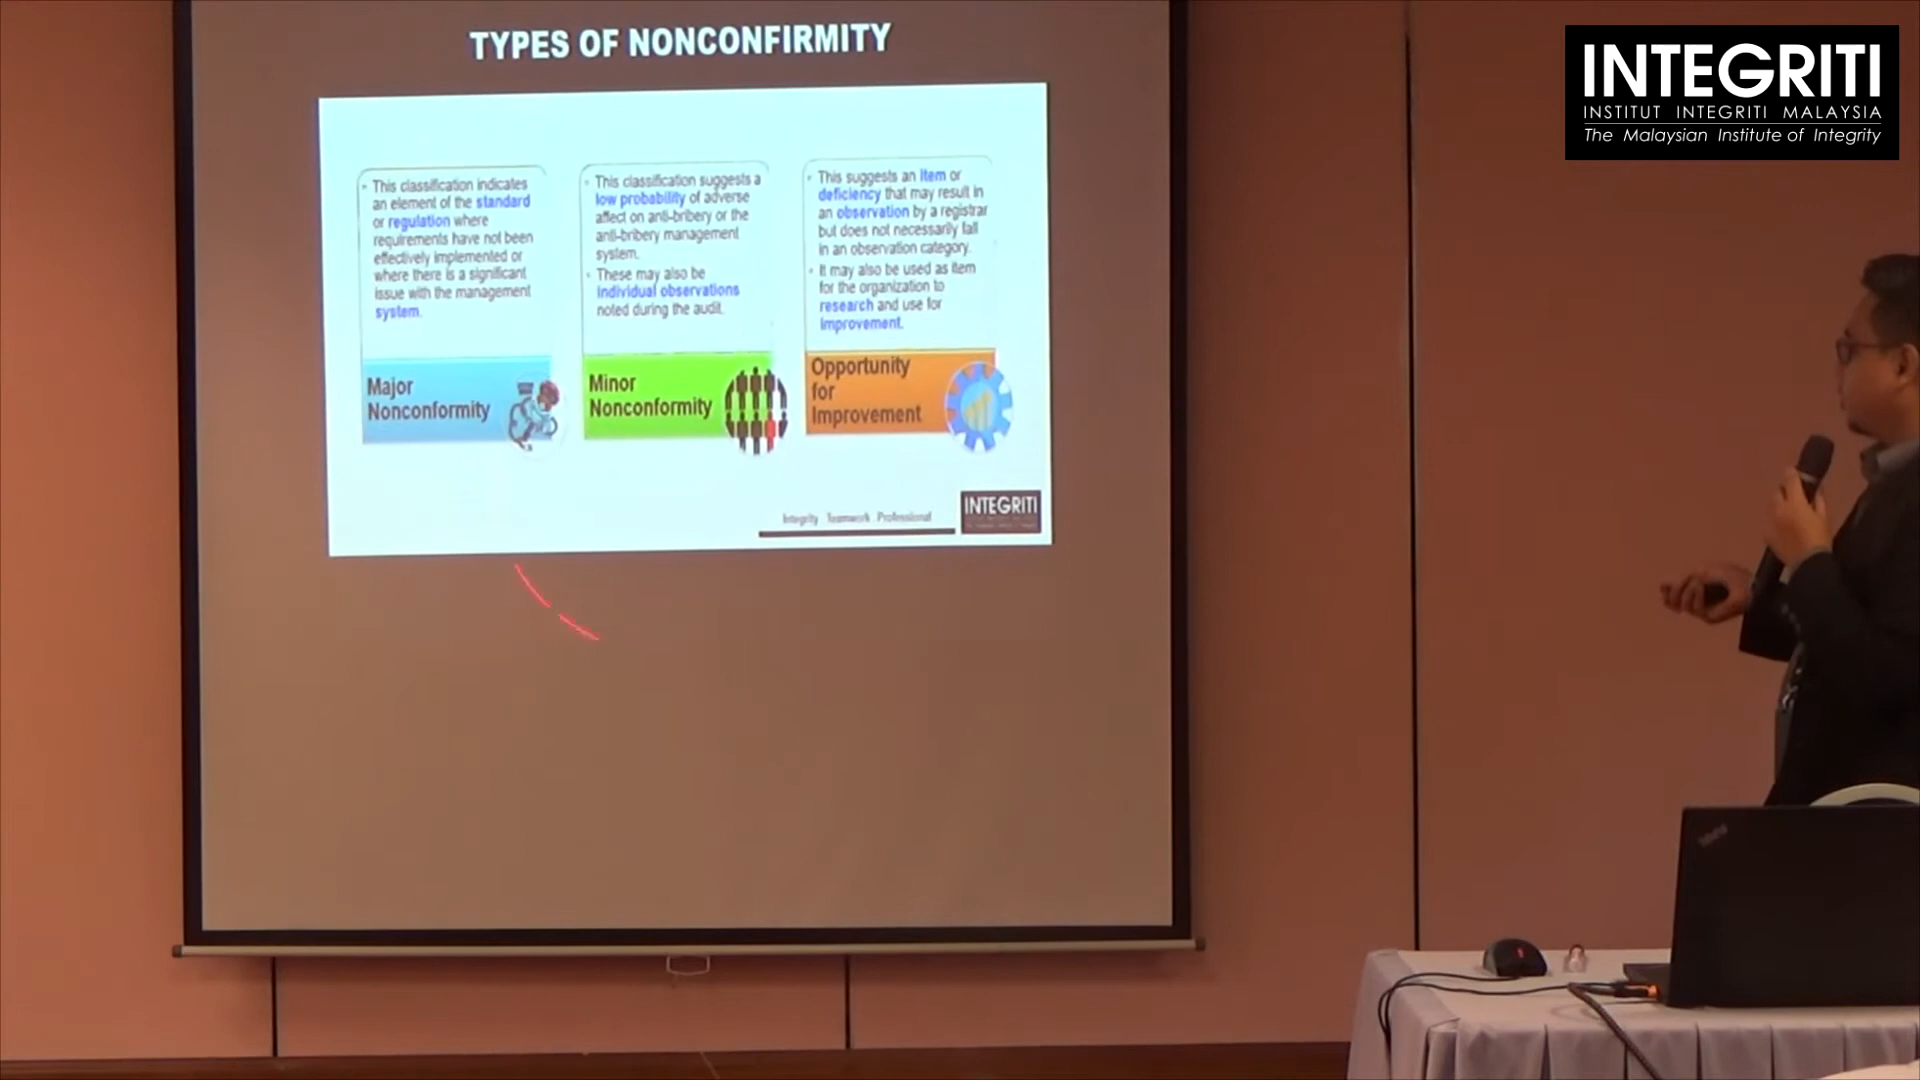 TYPES OF NONCONFIRMITY
This classification indicates
an element of the standard
or regulation where
requirements have not been
effectively implemented or
where there is a significant
issue with the management
system.
Major
Nonconformity
This classification suggests a
low probability of adverse
affect on anti-bribery or the
anti-bribery management
system.
These may also be
individual observations
noted during the audit.
Minor
Nonconformity
This suggests an item or
deficiency that may result in
an observation by a registrar
but does not necessarily fall
in an observation category.
It may also be used as item
for the organization to
research and use for
improvement.
Opportunity
for
Improvement
Integrity . Teamwork . Professional
INTEGRITI
INTEGRITI
INSTITUT INTEGRITI MALAYSIA
The Malaysian Institute of Integrity